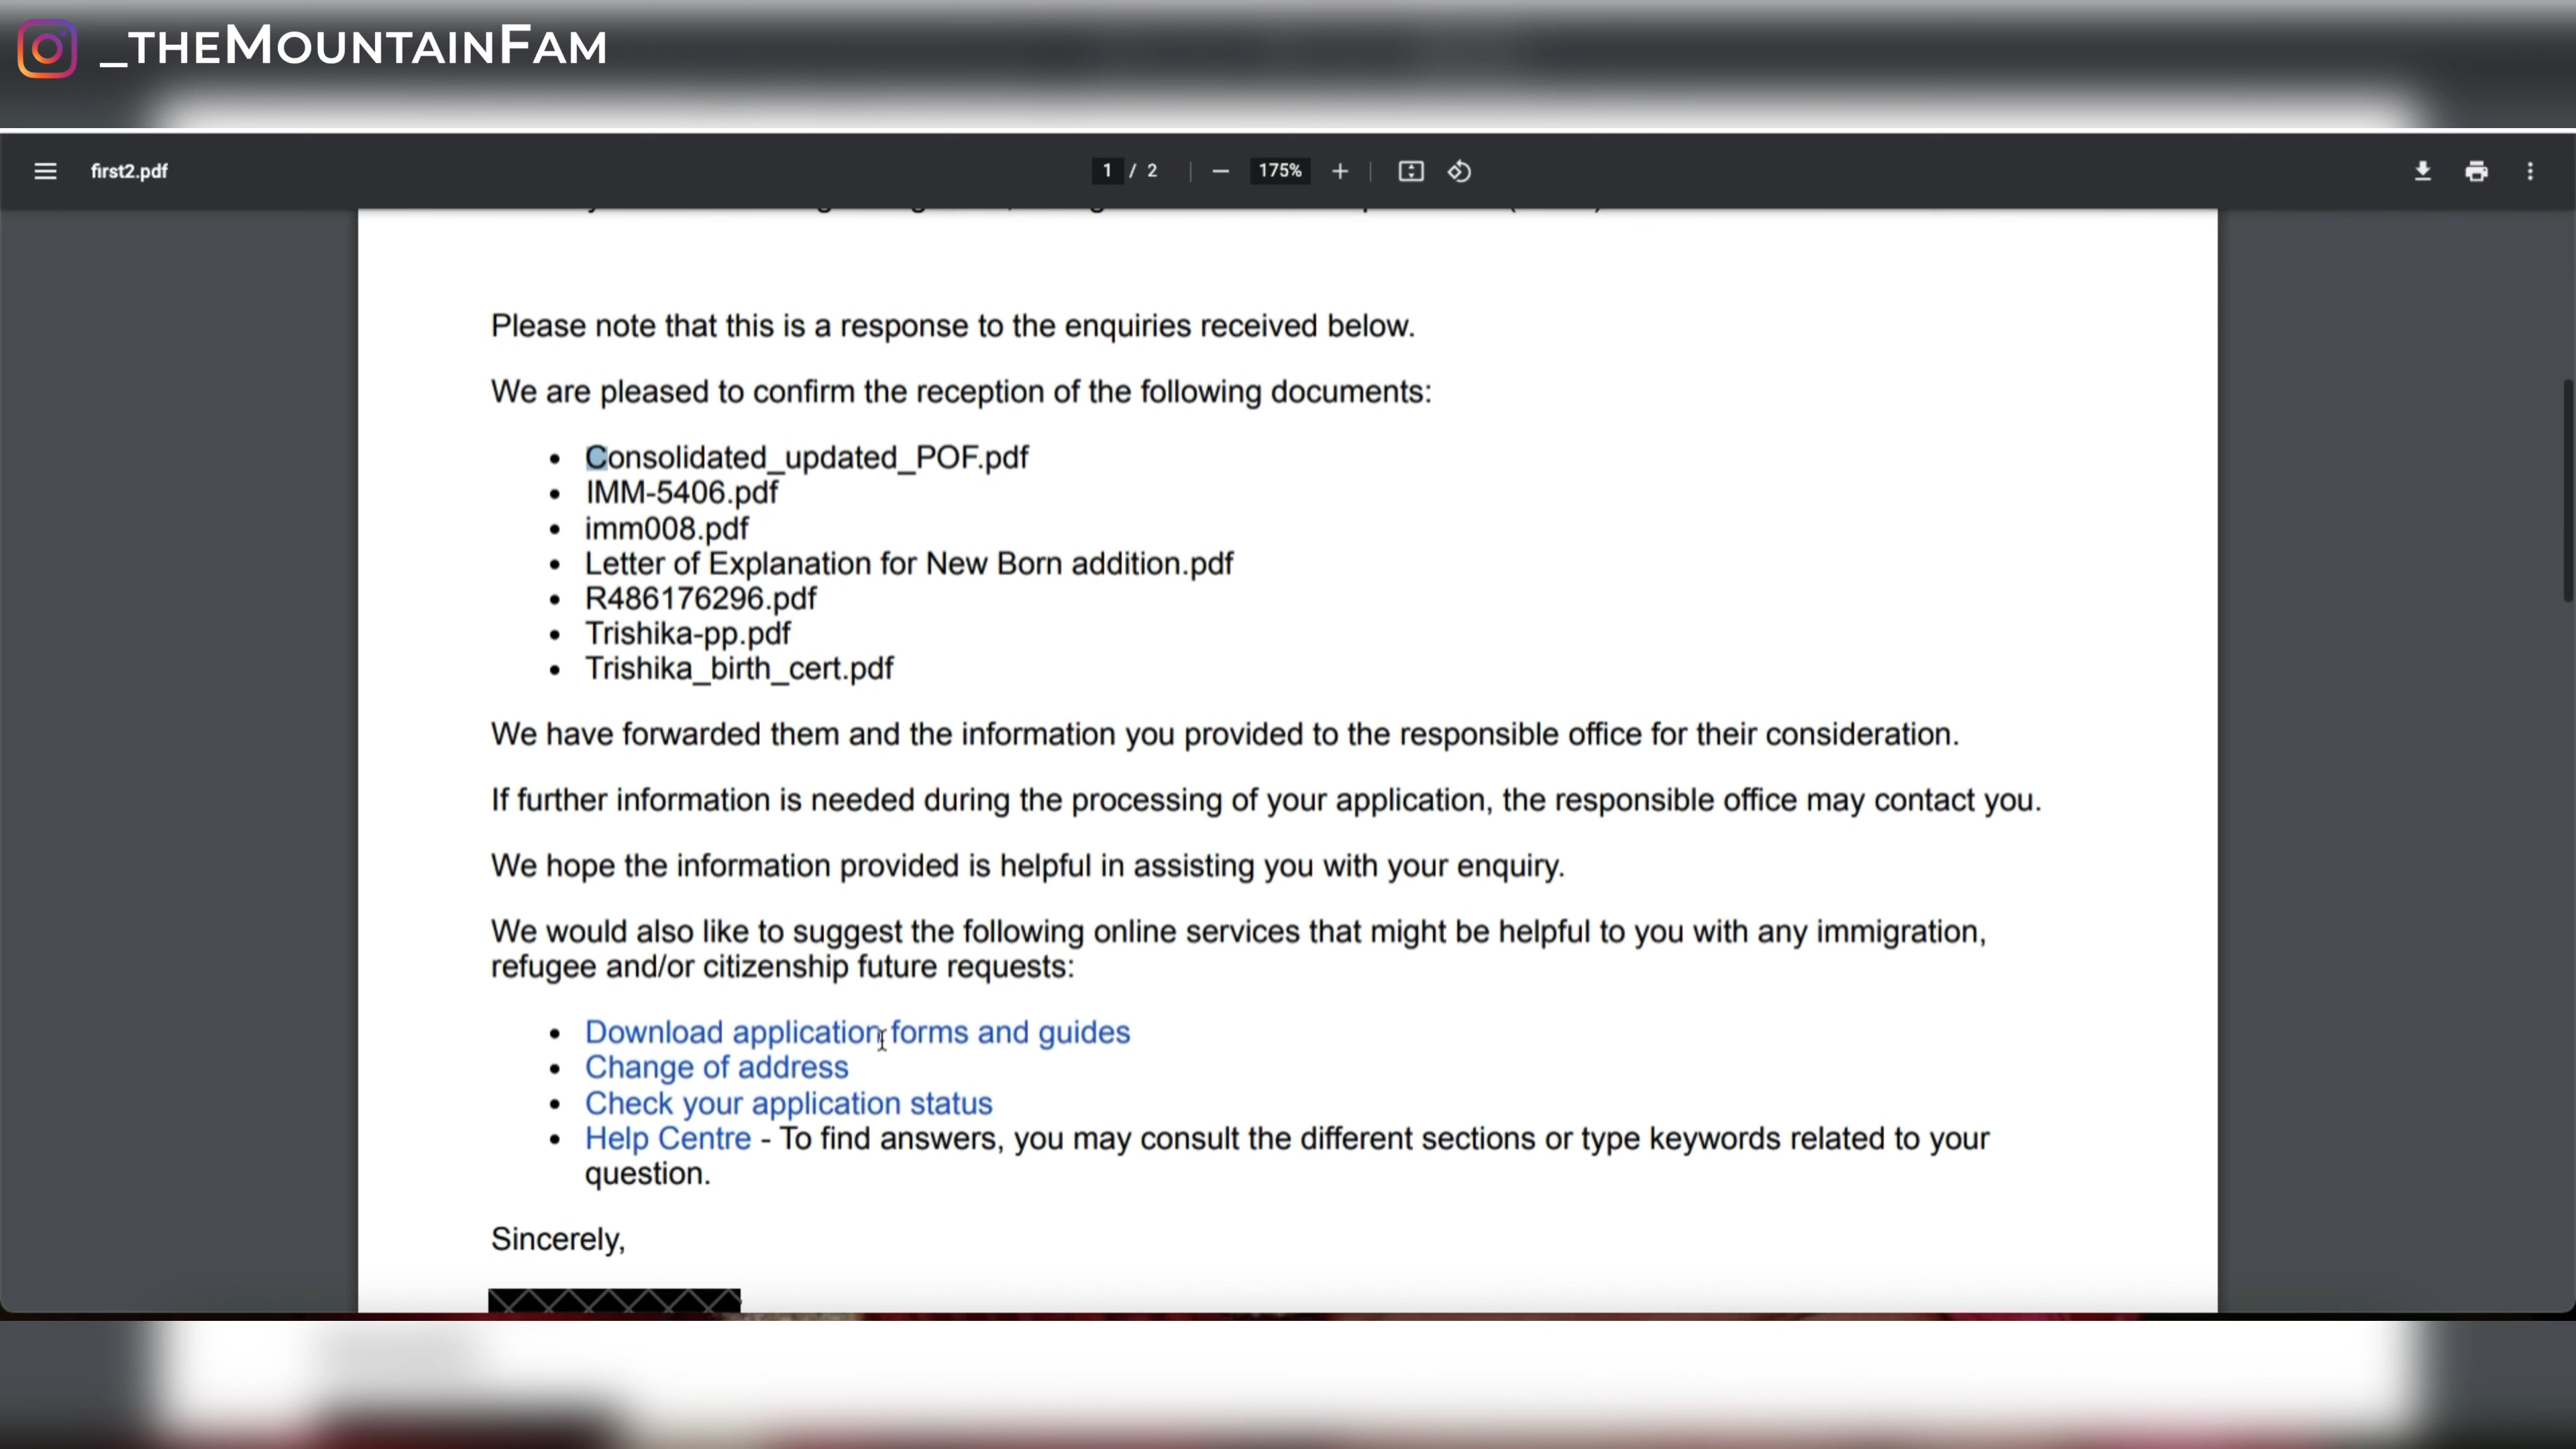 _THEMOUNTAINFAM
first2.pdf
1 / 2
175%
Please note that this is a response to the enquiries received below.
We are pleased to confirm the reception of the following documents:
• Consolidated_updated_POF.pdf
• IMM-5406.pdf
• imm008.pdf
• Letter of Explanation for New Born addition.pdf
• R486176296.pdf
• Trishika-pp.pdf
• Trishika_birth_cert.pdf
We have forwarded them and the information you provided to the responsible office for their consideration.
If further information is needed during the processing of your application, the responsible office may contact you.
We hope the information provided is helpful in assisting you with your enquiry.
We would also like to suggest the following online services that might be helpful to you with any immigration,
refugee and/or citizenship future requests:
• Download application forms and guides
• Change of address
• Check your application status
• Help Centre - To find answers, you may consult the different sections or type keywords related to your
question.
Sincerely,